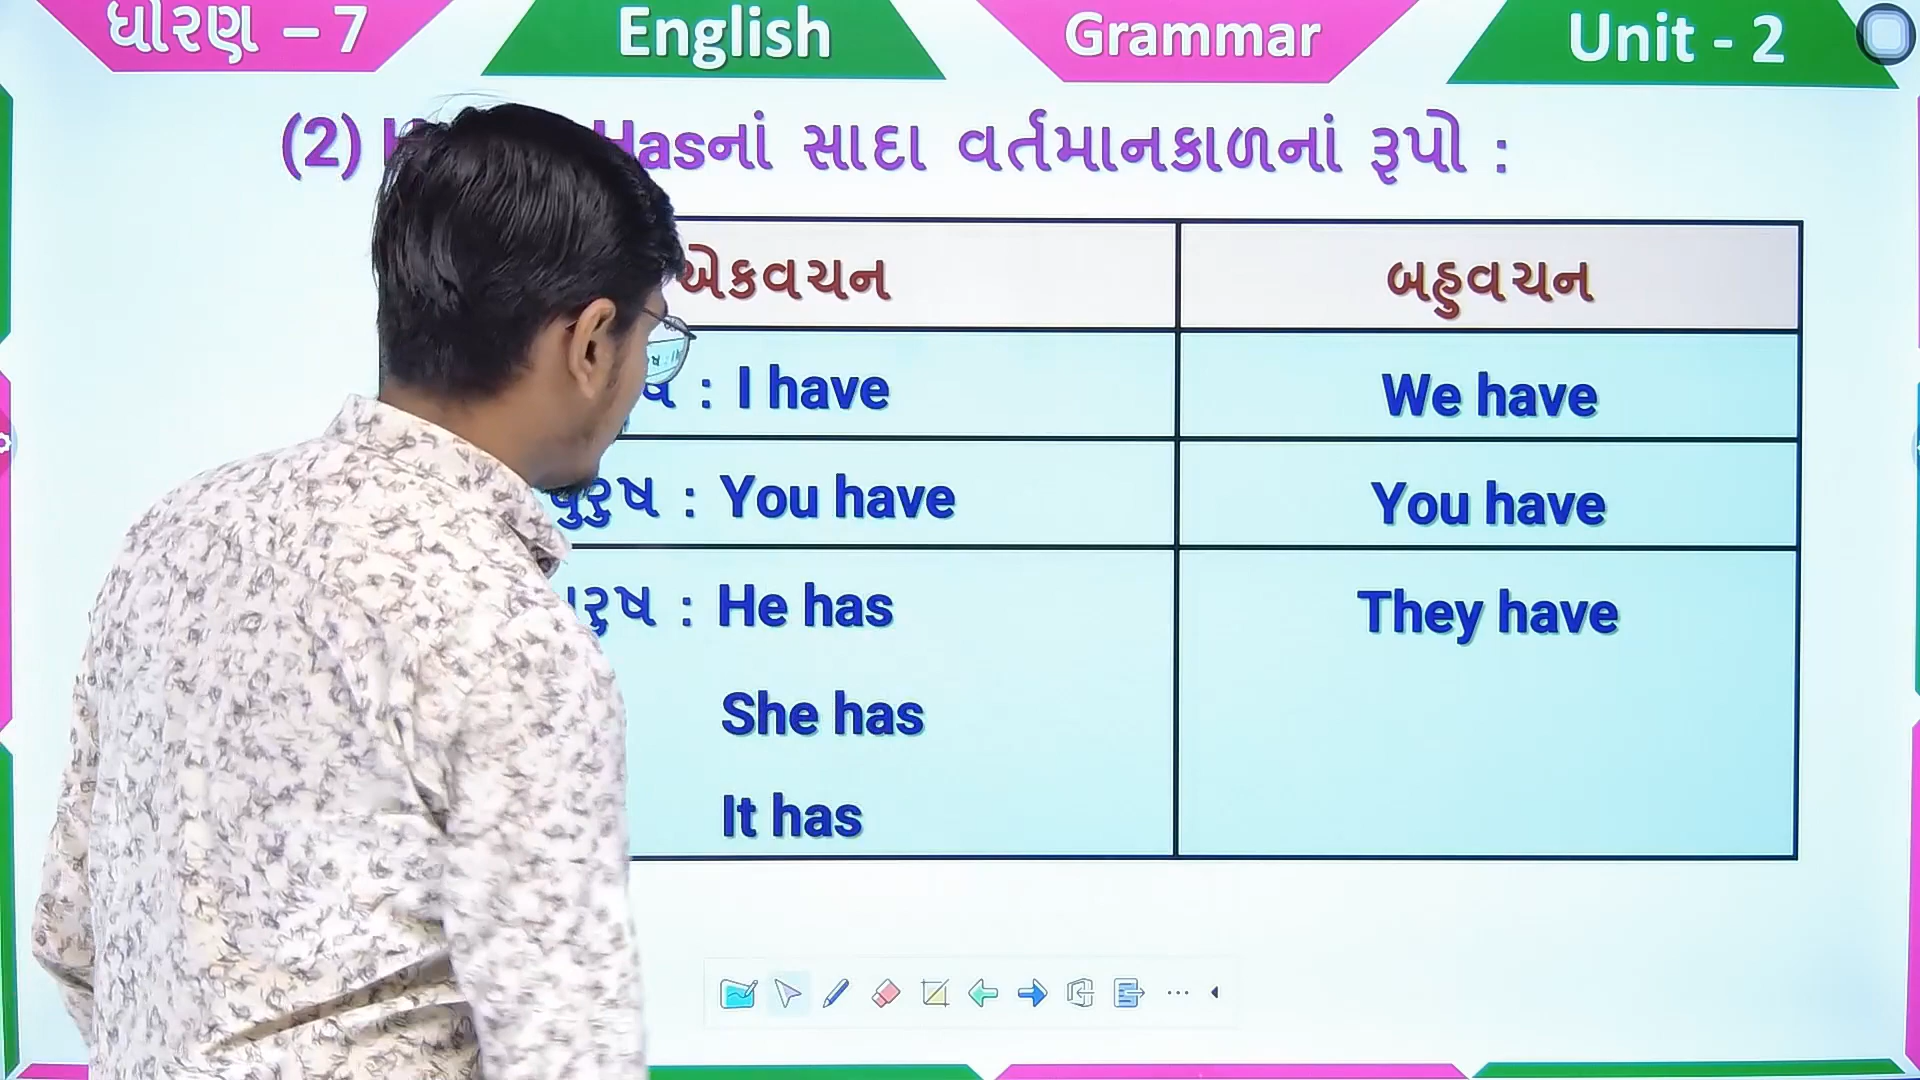 ધોરણ – 7
English
Grammar
Unit - 2
(2) Hasનાં સાદા વર્તમાનકાળનાં રૂપો :
એકવચન
બહુવચન
: I have
We have
પુરુષ : You have
You have
: He has
They have
She has
It has